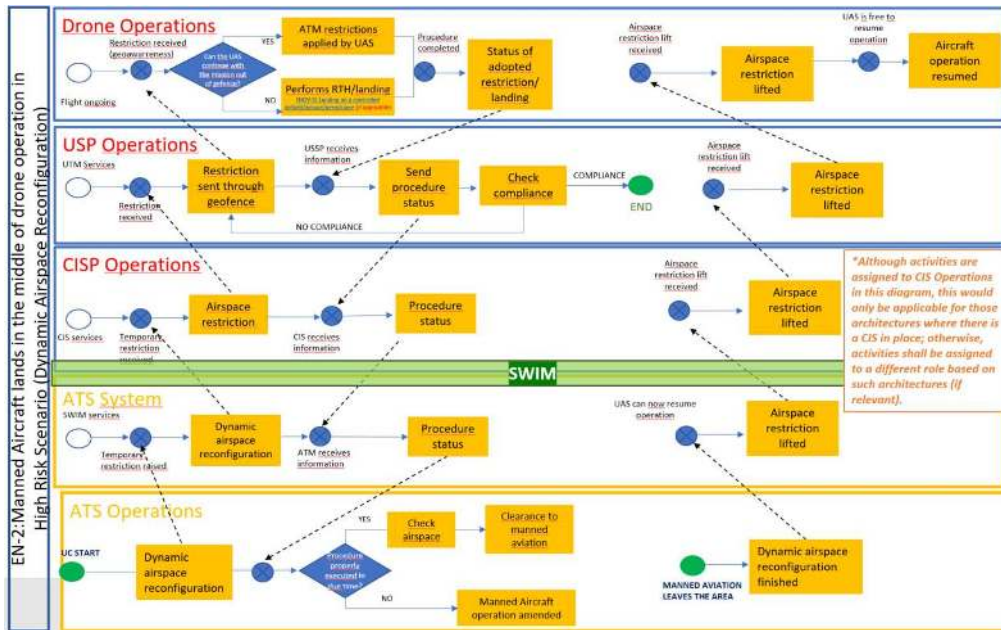 EN-2:Manned Aircraft lands in the middle of drone operation in
High Risk Scenario (Dynamic Airspace Reconfiguration)
Drone Operations
Restriction received
(geoawareness)
Flight ongoing
Can the UAS
continue with
the mission out of
geofence?
YES
NO
ATM restrictions
applied by UAS
Performs RTH/landing
Procedure
completed
Status of
adopted
restriction/
landing
Airspace
restriction lift
received
Airspace
restriction
lifted
UAS is free to
resume
operation
Aircraft
operation
resumed
USP Operations
UTM Services
Restriction
received
Restriction
sent through
geofence
USSP receives
information
Send
procedure
status
Check
compliance
COMPLIANCE
END
NO COMPLIANCE
Airspace
restriction lift
received
Airspace
restriction
lifted
CISP Operations
CIS services
Temporary
restriction
received
Airspace
restriction
CIS receives
information
Procedure
status
Airspace
restriction lift
received
Airspace
restriction
lifted
*Although activities are
assigned to CIS Operations
in this diagram, this would
only be applicable for those
architectures where there is
a CIS in place; otherwise,
activities shall be assigned
to a different role based on
such architectures (if
relevant).
SWIM
ATS System
SWIM services
Temporary
restriction raised
Dynamic
airspace
reconfiguration
ATM receives
information
Procedure
status
UAS can now resume
operation
Airspace
restriction
lifted
ATS Operations
UC START
Dynamic
airspace
reconfiguration
Procedure
properly
executed in
due time?
YES
NO
Check
airspace
Clearance to
manned
aviation
Manned Aircraft
operation amended
MANNED AVIATION
LEAVES THE AREA
Dynamic airspace
reconfiguration
finished